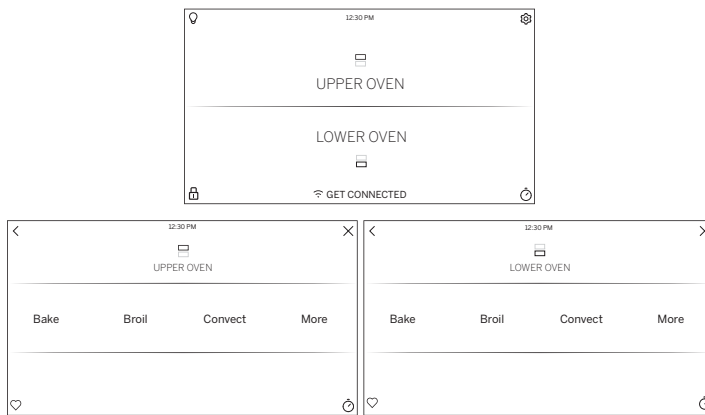 12:30 PM
UPPER OVEN
LOWER OVEN
GET CONNECTED
12:30 PM
UPPER OVEN
Bake Broil Convect More
12:30 PM
LOWER OVEN
Bake Broil Convect More